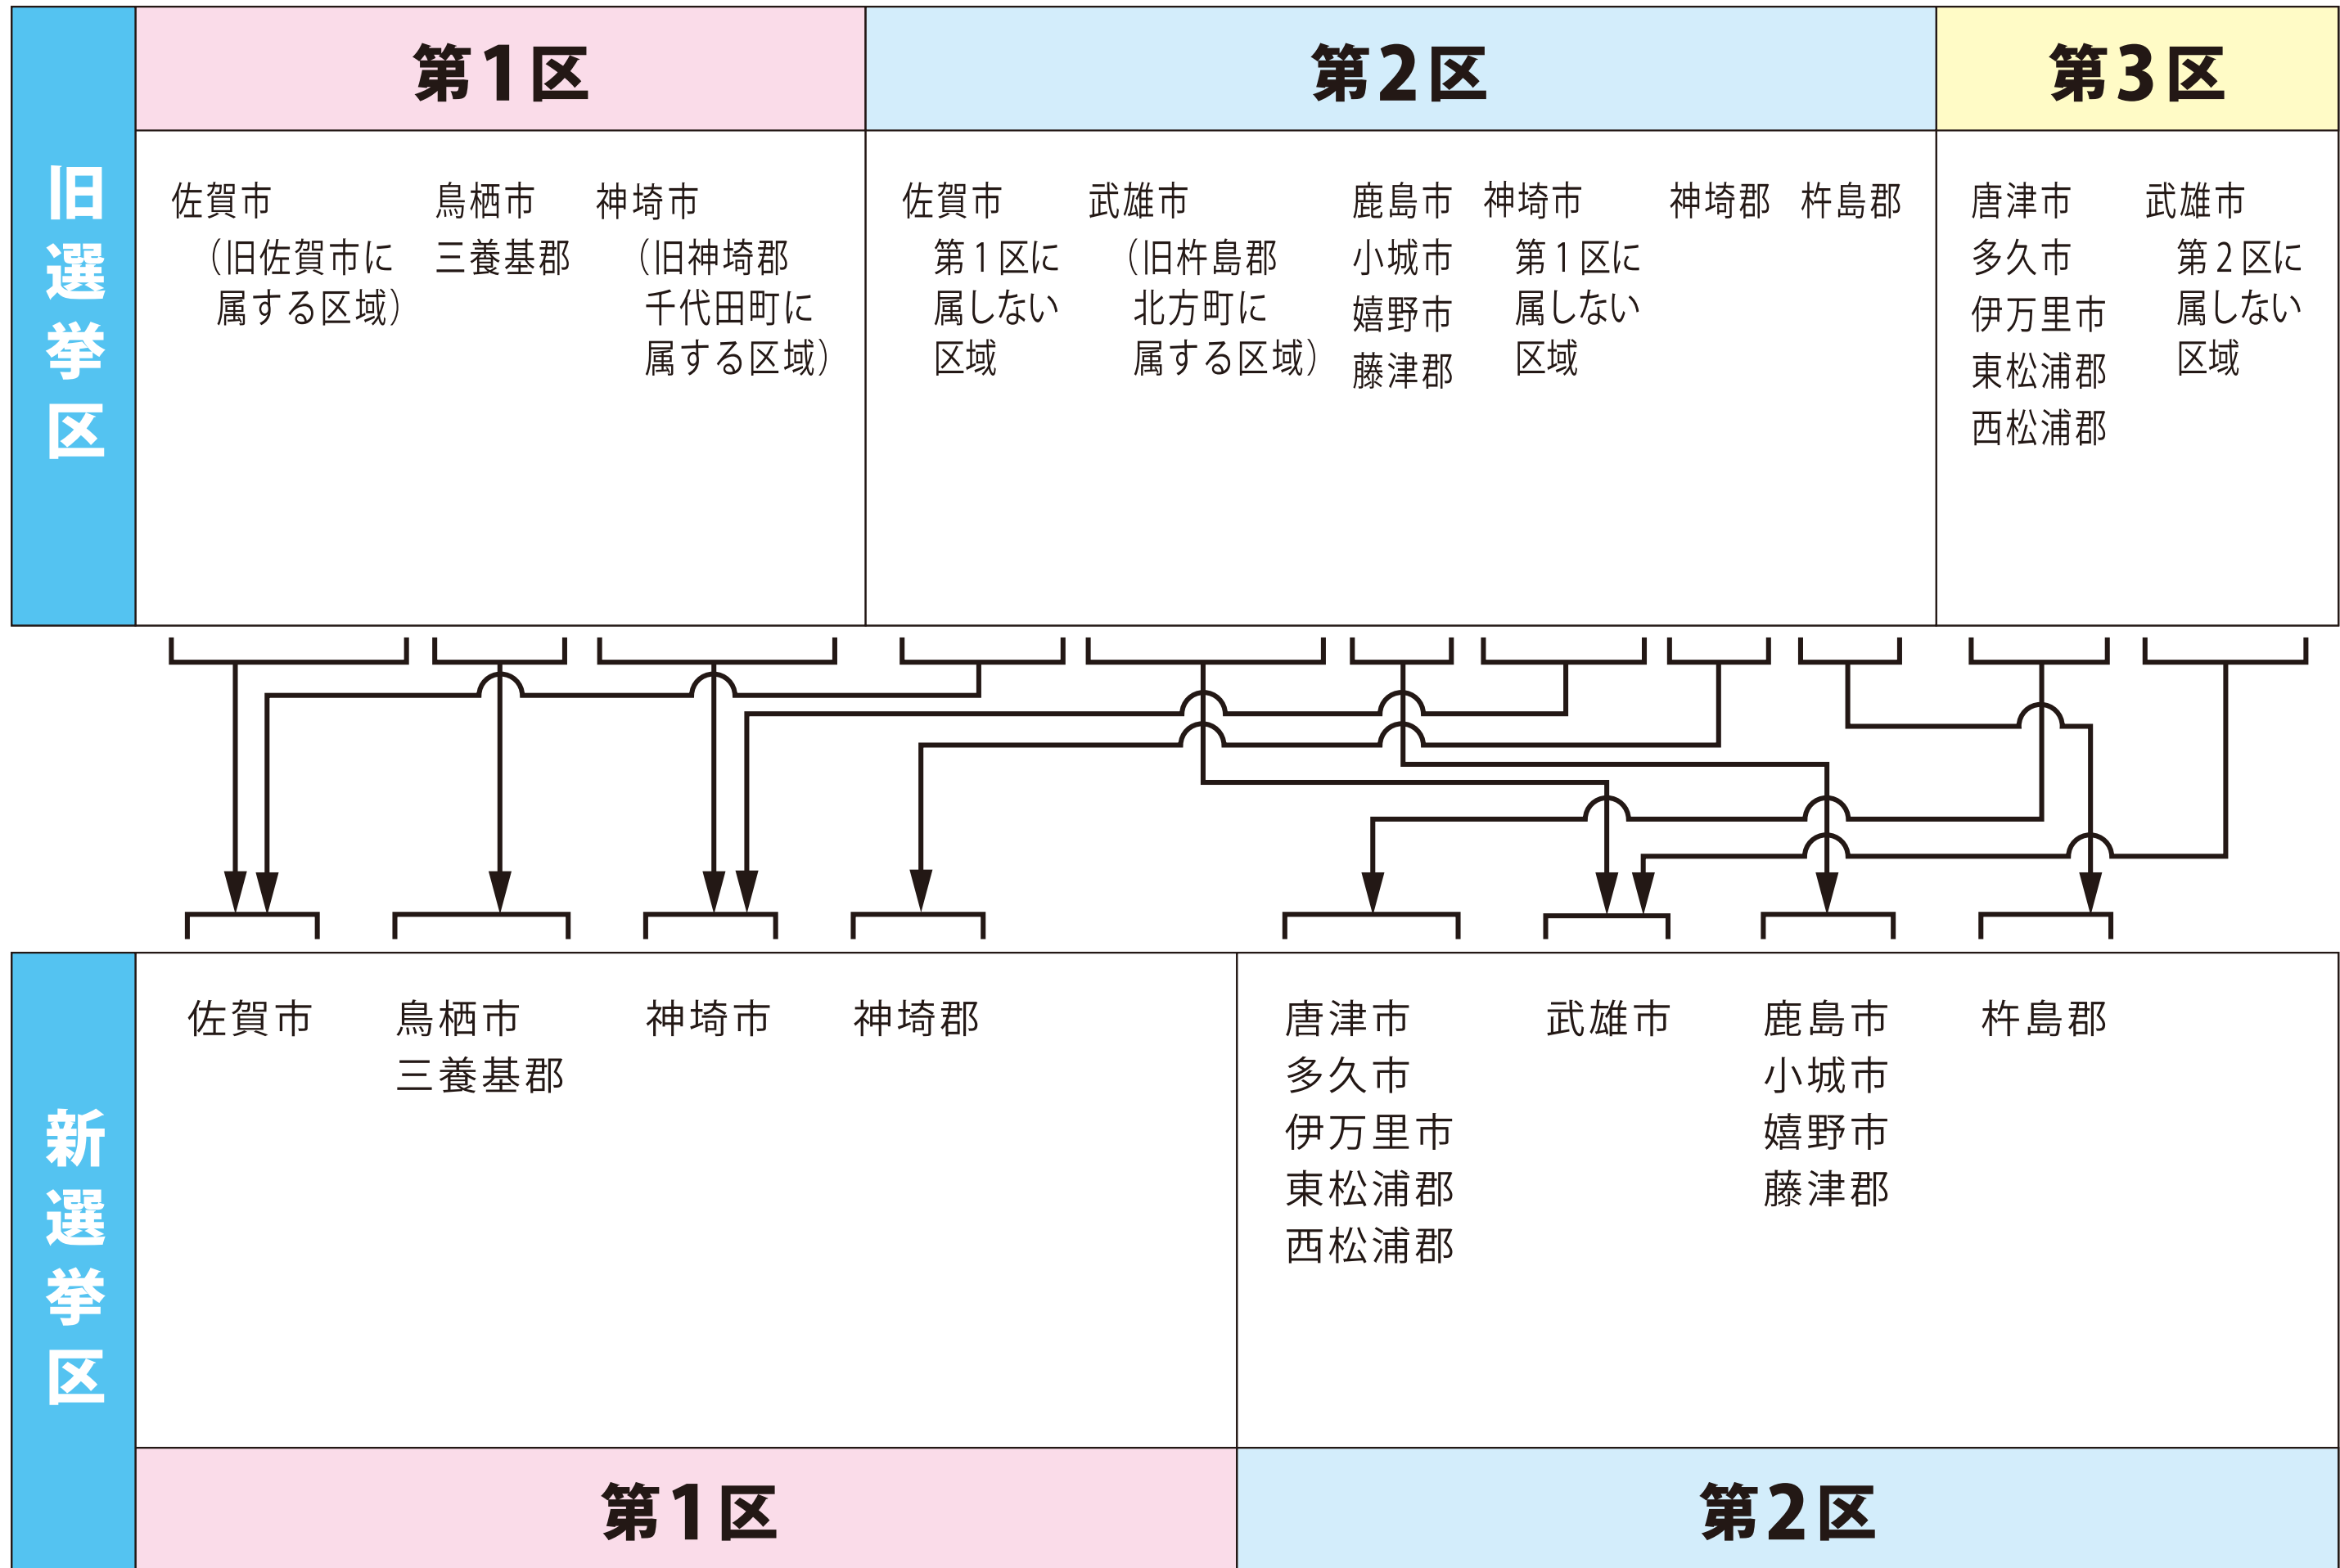 旧選挙区
第1区
佐賀市
（旧佐賀市に
属する区域）
鳥栖市
三養基郡
神埼市
（旧神埼郡
千代田町に
属する区域）
第2区
佐賀市
第１区に
属しない
区域
武雄市
（旧杵島郡
北方町に
属する区域）
鹿島市
小城市
嬉野市
藤津郡
神埼市
第１区に
属しない
区域
神埼郡
杵島郡
第3区
唐津市
多久市
伊万里市
東松浦郡
西松浦郡
武雄市
第２区に
属しない
区域
新選挙区
佐賀市
鳥栖市
三養基郡
神埼市
神埼郡
第1区
唐津市
多久市
伊万里市
東松浦郡
西松浦郡
武雄市
鹿島市
小城市
嬉野市
藤津郡
杵島郡
第2区